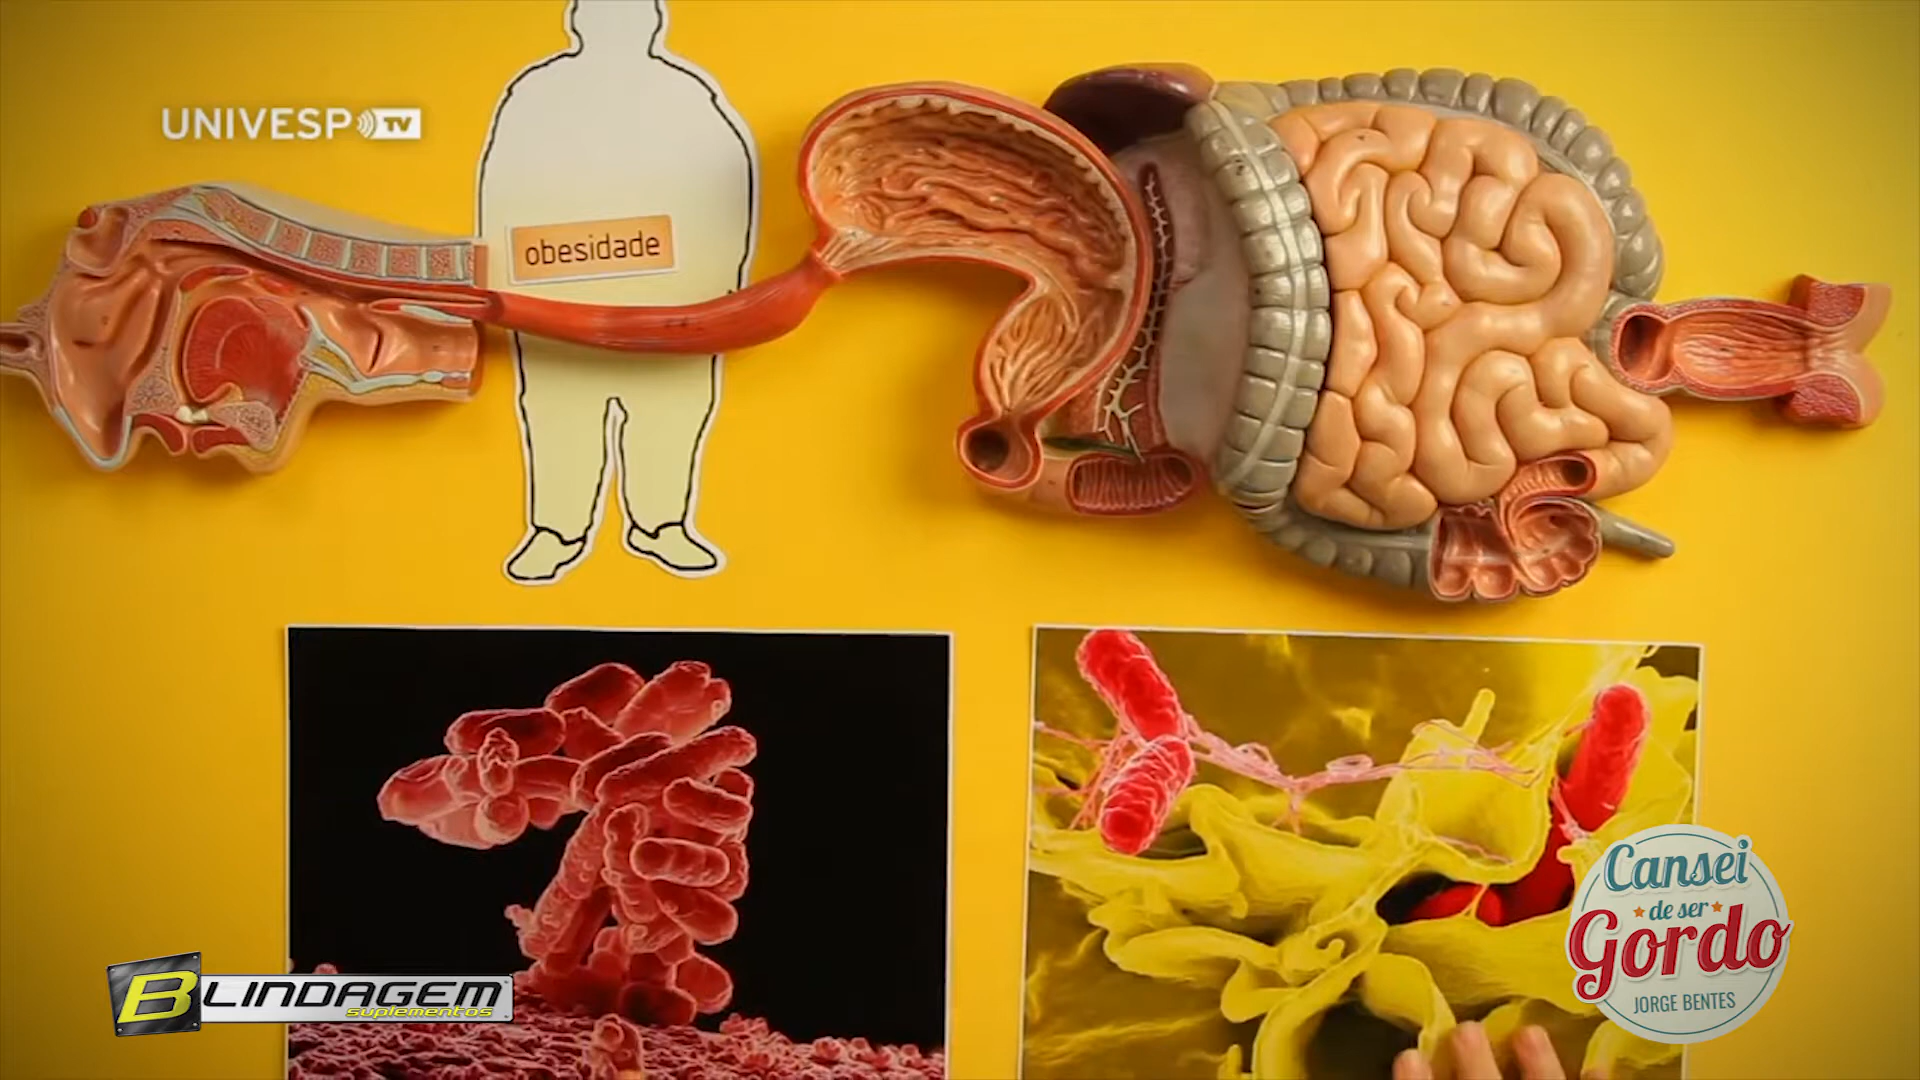 UNIVESP TV
obesidade
BLINDAGEM
suplementos
Cansei
de ser
Gordo
JORGE BENTES